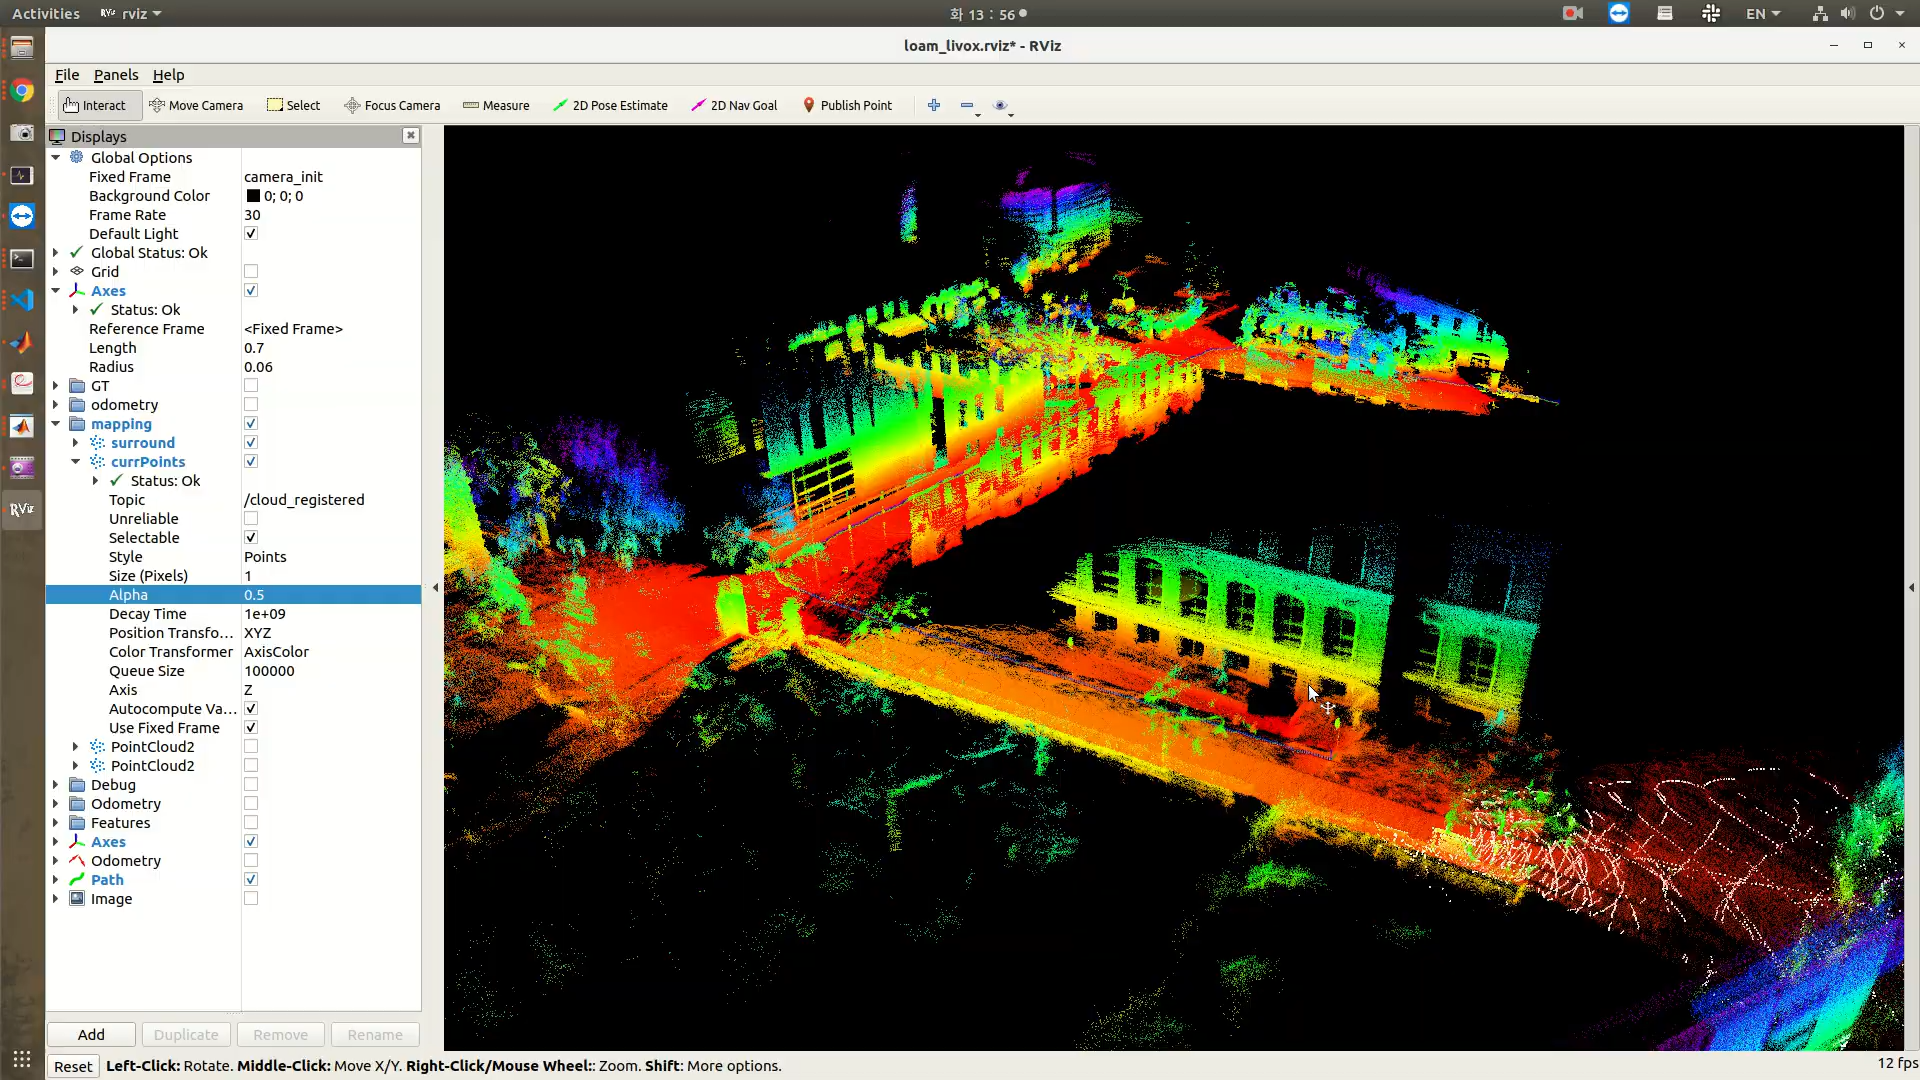 Activities RViz rviz 화 13 : 56 EN
loam_livox.rviz* - RViz
File Panels Help
Interact Move Camera Select Focus Camera Measure 2D Pose Estimate 2D Nav Goal Publish Point
Displays
Global Options
Fixed Frame camera_init
Background Color 0; 0; 0
Frame Rate 30
Default Light
Global Status: Ok
Grid
Axes
Status: Ok
Reference Frame <Fixed Frame>
Length 0.7
Radius 0.06
GT
odometry
mapping
surround
currPoints
Status: Ok
Topic /cloud_registered
Unreliable
Selectable
Style Points
Size (Pixels) 1
Alpha 0.5
Decay Time 1e+09
Position Transfo... XYZ
Color Transformer AxisColor
Queue Size 100000
Axis Z
Autocompute Va...
Use Fixed Frame
PointCloud2
PointCloud2
Debug
Odometry
Features
Axes
Odometry
Path
Image
RViz
Add Duplicate Remove Rename
Reset Left-Click: Rotate. Middle-Click: Move X/Y. Right-Click/Mouse Wheel:: Zoom. Shift: More options. 12 fps